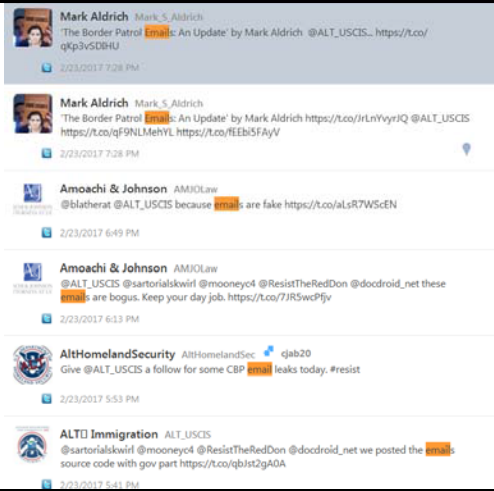 Mark Aldrich Mark_S_Aldrich
'The Border Patrol Emails: An Update' by Mark Aldrich @ALT_USCIS... https://t.co/
qKp3vSDIHU
2/23/2017 7:28 PM
Mark Aldrich Mark_S_Aldrich
'The Border Patrol Emails: An Update' by Mark Aldrich https://t.co/JrLnYvyrJQ @ALT_USCIS
https://t.co/qF9NLMehYL https://t.co/fEEbi5FAyV
2/23/2017 7:28 PM
Amoachi & Johnson AMJOLaw
@blatherat @ALT_USCIS because emails are fake https://t.co/aLsR7WScEN
2/23/2017 6:49 PM
Amoachi & Johnson AMJOLaw
@ALT_USCIS @sartorialskwirl @mooneyc4 @ResistTheRedDon @docdroid_net these
emails are bogus. Keep your day job. https://t.co/7JR5wcPfjv
2/23/2017 6:13 PM
AltHomelandSecurity AltHomelandSec cjab20
Give @ALT_USCIS a follow for some CBP email leaks today. #resist
2/23/2017 5:53 PM
ALT▯ Immigration ALT_USCIS
@sartorialskwirl @mooneyc4 @ResistTheRedDon @docdroid_net we posted the emails
source code with gov part https://t.co/qbJst2gA0A
2/23/2017 5:41 PM